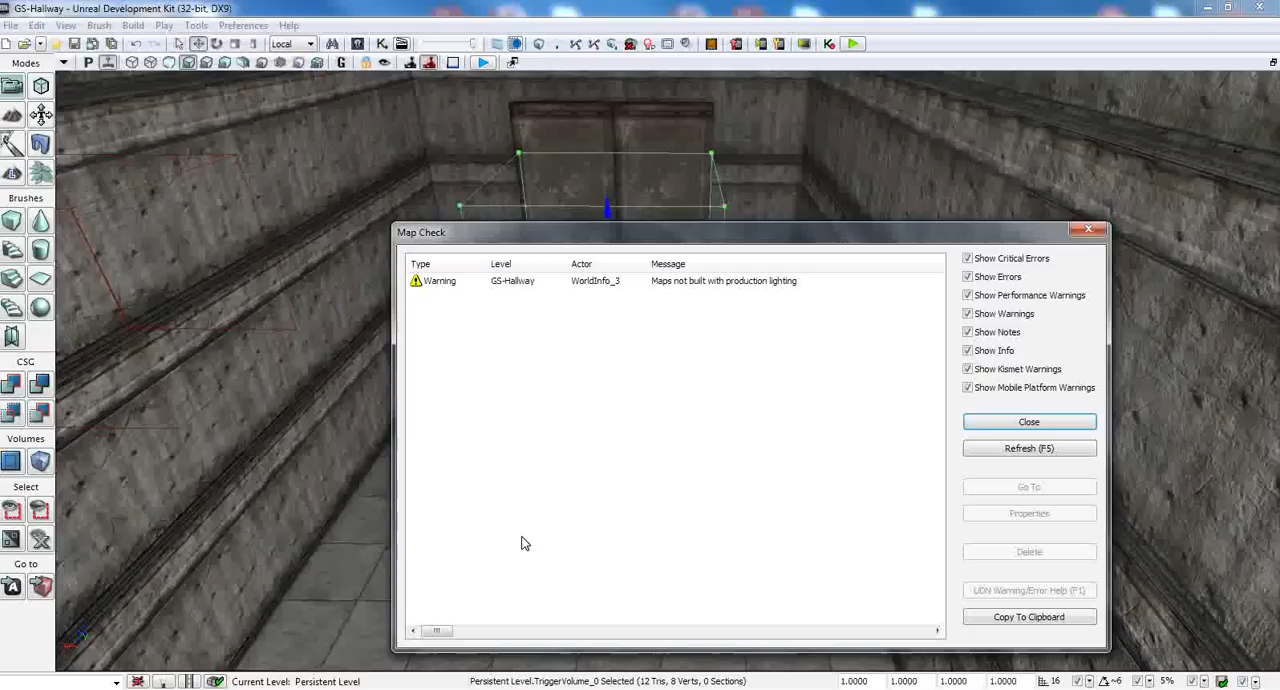 GS-Hallway - Unreal Development Kit (32-bit, DX9)
File Edit View Brush Build Play Tools Preferences Help
Local
Modes
P
G
Brushes
CSG
Volumes
Select
Go to
Map Check
Type Level Actor Message
Warning GS-Hallway WorldInfo_3 Maps not built with production lighting
Show Critical Errors
Show Errors
Show Performance Warnings
Show Warnings
Show Notes
Show Info
Show Kismet Warnings
Show Mobile Platform Warnings
Close
Refresh (F5)
Go To
Properties
Delete
UDN Warning/Error Help (F1)
Copy To Clipboard
Current Level: Persistent Level Persistent Level.TriggerVolume_0 Selected (12 Tris, 8 Verts, 0 Sections) 1.0000 1.0000 1.0000 1.0000 16 ~6 5%